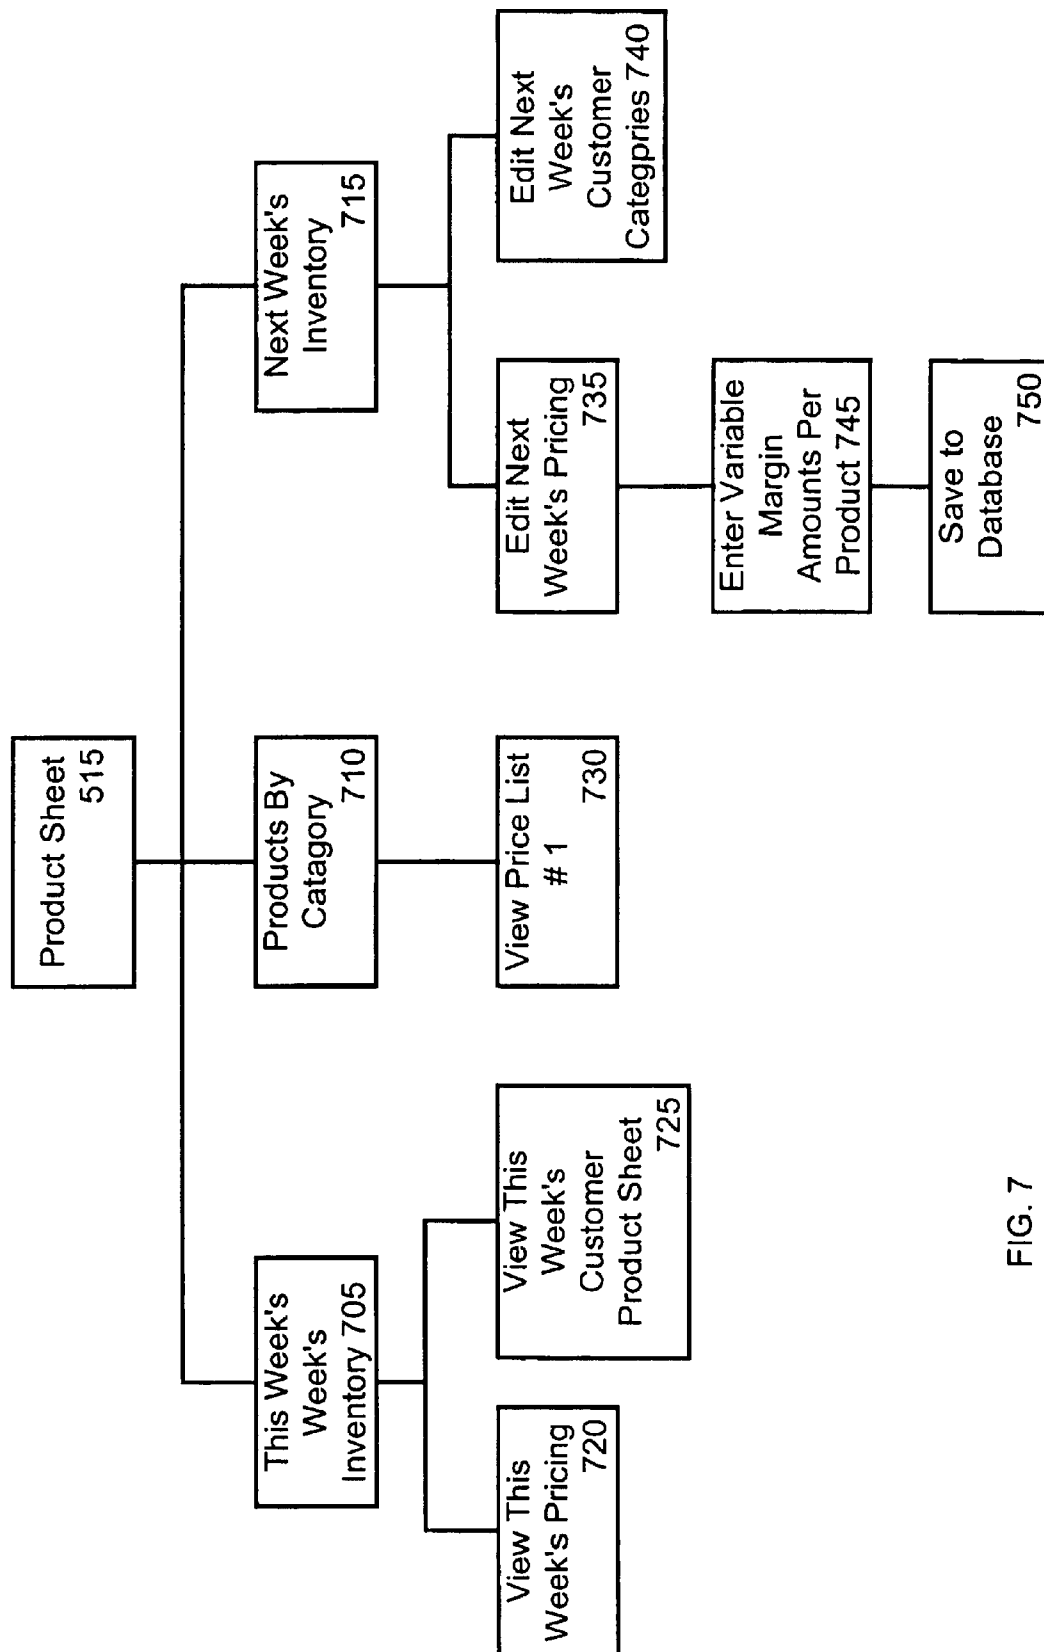 Product Sheet
515
This Week's
Week's
Inventory 705
Products By
Catagory
710
Next Week's
Inventory
715
View This
Week's Pricing
720
View This
Week's
Customer
Product Sheet
725
View Price List
# 1
730
Edit Next
Week's Pricing
735
Edit Next
Week's
Customer
Categpries 740
Enter Variable
Margin
Amounts Per
Product 745
Save to
Database
750
FIG. 7